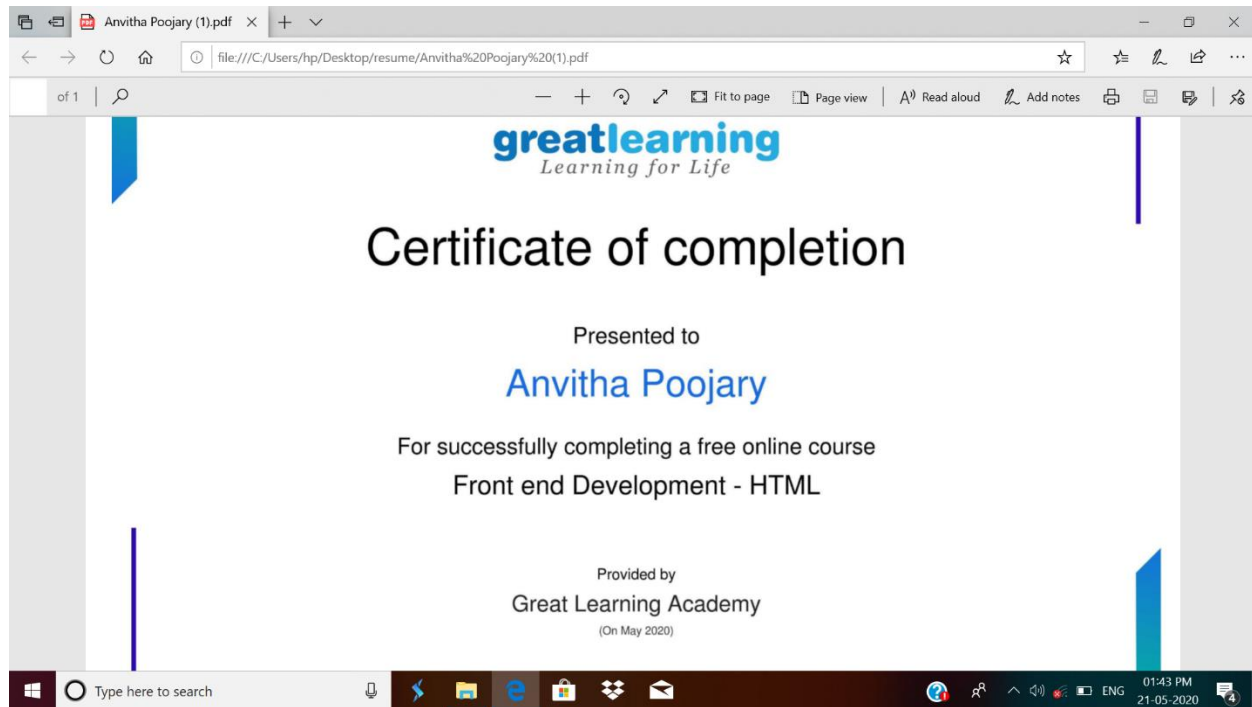 Anvitha Poojary (1).pdf
file:///C:/Users/hp/Desktop/resume/Anvitha%20Poojary%20(1).pdf
of 1
Fit to page
Page view
Read aloud
Add notes
greatlearning
Learning for Life
Certificate of completion
Presented to
Anvitha Poojary
For successfully completing a free online course
Front end Development - HTML
Provided by
Great Learning Academy
(On May 2020)
Type here to search
ENG
01:43 PM
21-05-2020
4